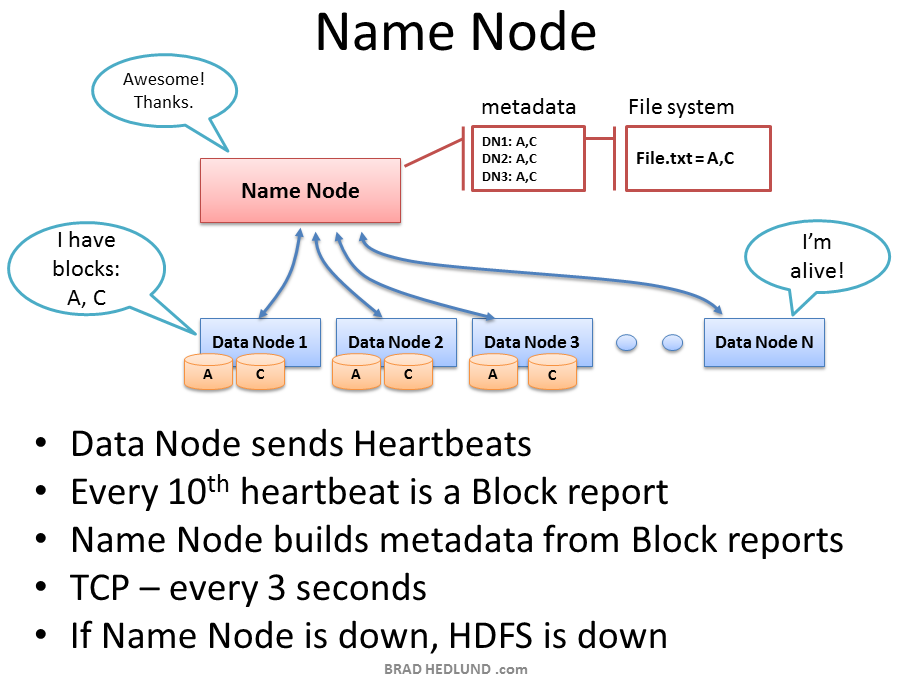 Name Node
Awesome!
Thanks.
metadata
File system
DN1: A,C
DN2: A,C
DN3: A,C
File.txt = A,C
Name Node
I have
blocks:
A, C
I’m
alive!
Data Node 1
Data Node 2
Data Node 3
Data Node N
A
C
A
C
A
C
• Data Node sends Heartbeats
• Every 10th heartbeat is a Block report
• Name Node builds metadata from Block reports
• TCP – every 3 seconds
• If Name Node is down, HDFS is down
BRAD HEDLUND .com